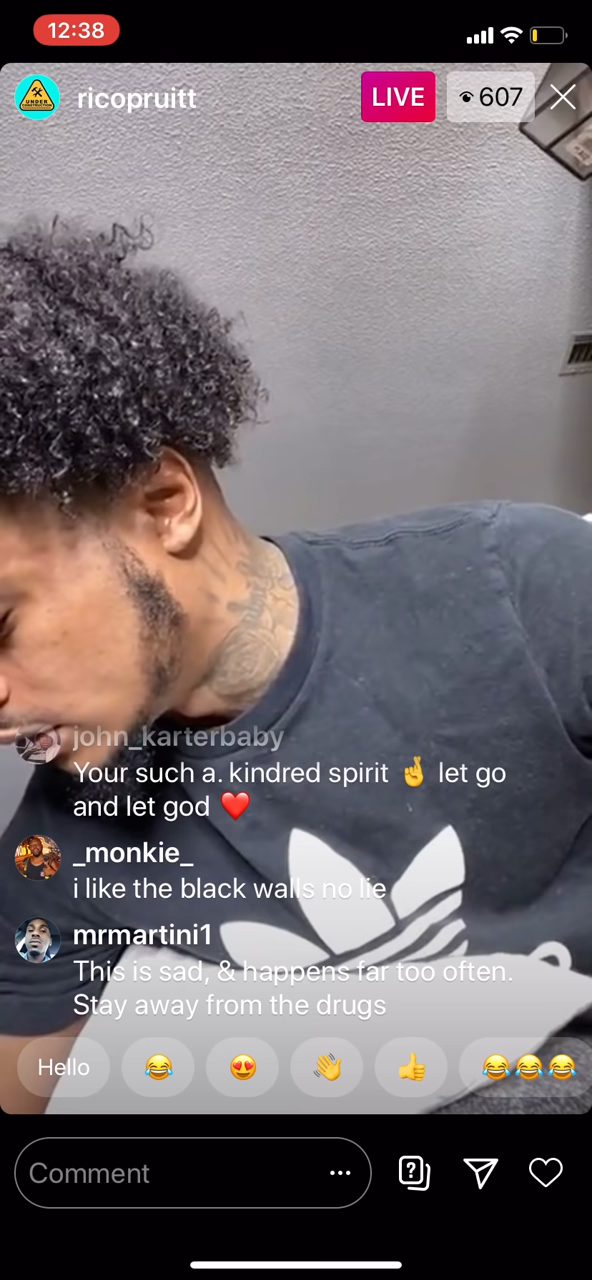 12:38
UNDER
CONSTRUCTION
ricopruitt
LIVE
607
john_karterbaby
Your such a. kindred spirit 🤞 let go
and let god ❤️
_monkie_
i like the black walls no lie
mrmartini1
This is sad, & happens far too often.
Stay away from the drugs
Hello
😂
😍
👋
👍
😂😂😂
Comment